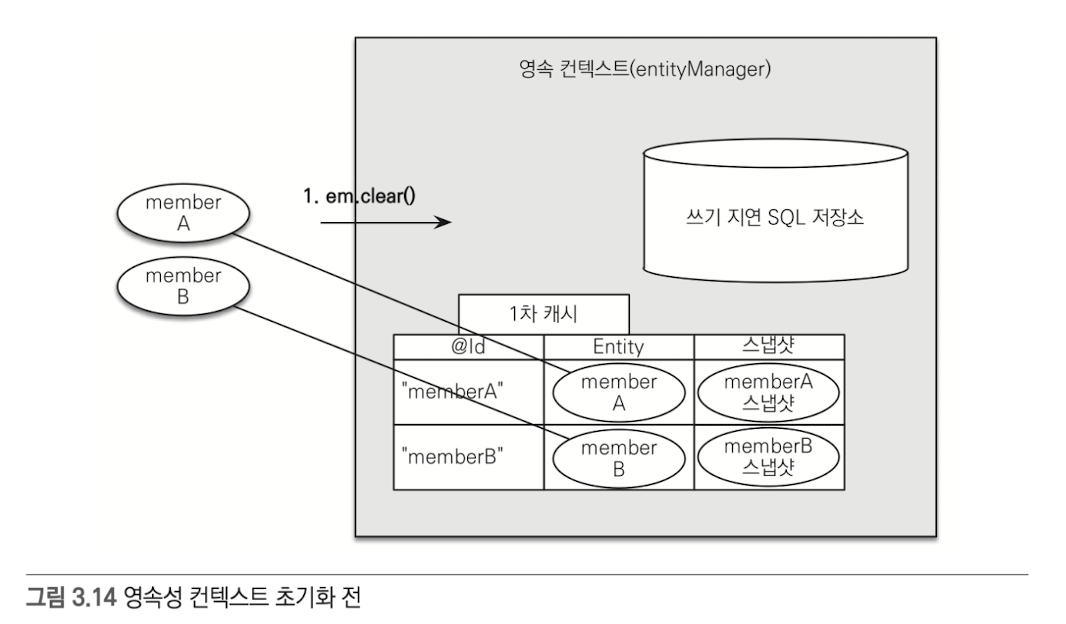 영속 컨텍스트(entityManager)
1. em.clear()
member
A
member
B
쓰기 지연 SQL 저장소
1차 캐시
@Id Entity 스냅샷
"memberA"
member
A
memberA
스냅샷
"memberB"
member
B
memberB
스냅샷
그림 3.14 영속성 컨텍스트 초기화 전